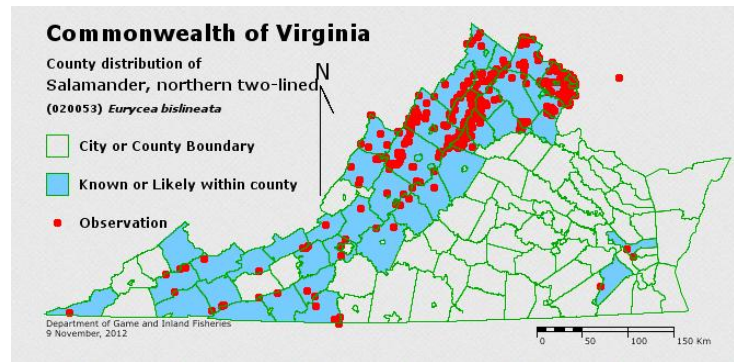 Commonwealth of Virginia
County distribution of
Salamander, northern two-lined
(020053) Eurycea bislineata
N
City or County Boundary
Known or Likely within county
Observation
Department of Game and Inland Fisheries
9 November, 2012
0 50 100 150 Km